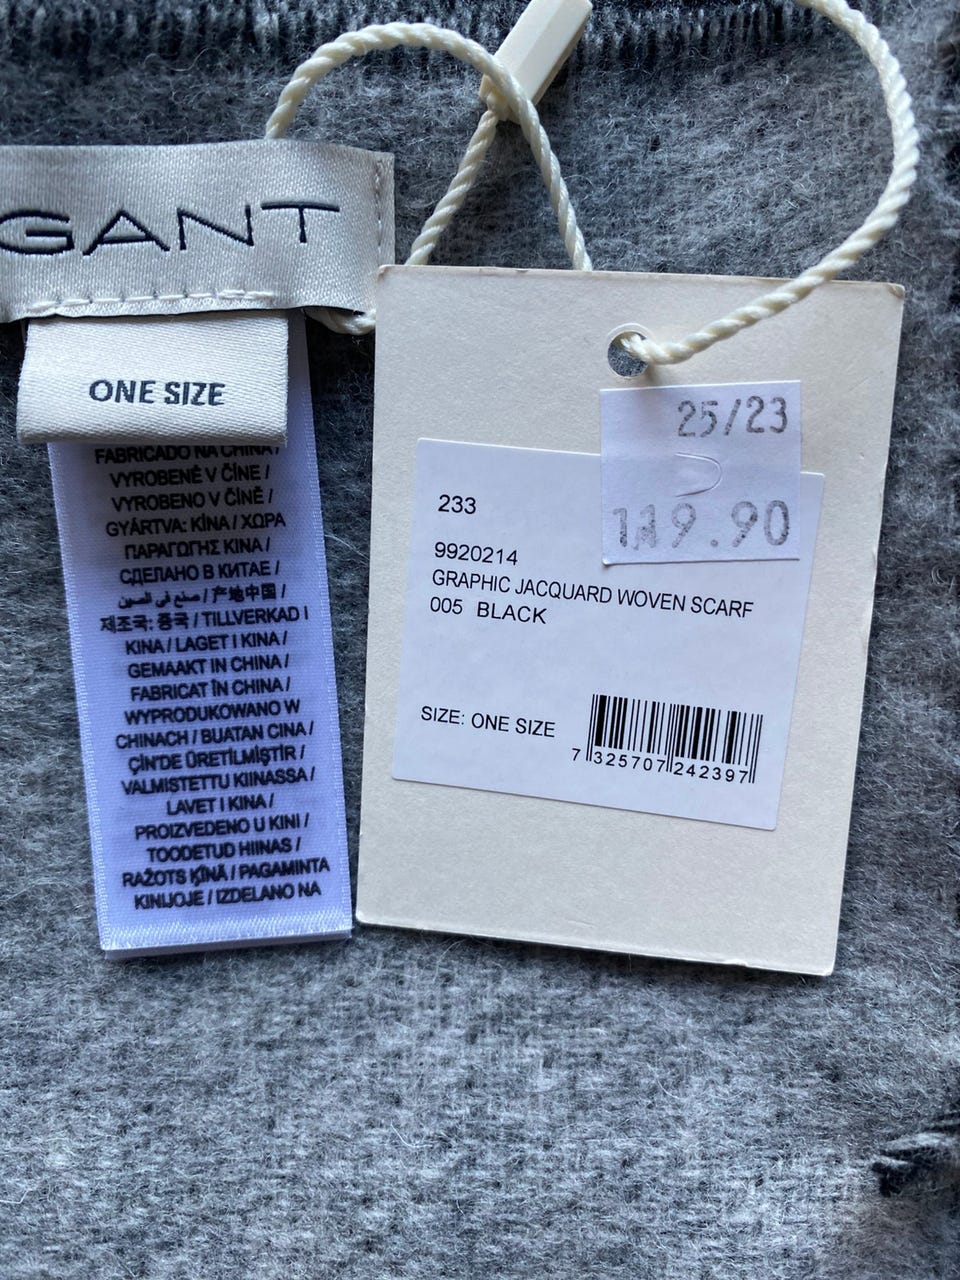 GANT
ONE SIZE
FABRICADO NA CHINA /
VYROBENÉ V ČÍNE /
VYROBENO V ČÍNĚ /
GYÁRTVA: KÍNA / ΧΩΡΑ
ΠΑΡΑΓΩΓΗΣ ΚΙΝΑ /
СДЕЛАНО В КИТАЕ /
صنع في الصين / 产地中国 /
제조국: 중국 / TILLVERKAD I
KINA / LAGET I KINA /
GEMAAKT IN CHINA /
FABRICAT ÎN CHINA /
WYPRODUKOWANO W
CHINACH / BUATAN CINA /
ÇİN'DE ÜRETİLMİŞTİR /
VALMISTETTU KIINASSA /
LAVET I KINA /
PROIZVEDENO U KINI /
TOODETUD HIINAS /
RAŽOTS ĶĪNĀ / PAGAMINTA
KINIJOJE / IZDELANO NA
25/23
9.90
233
9920214
GRAPHIC JACQUARD WOVEN SCARF
005 BLACK
SIZE: ONE SIZE
7 325707 242397